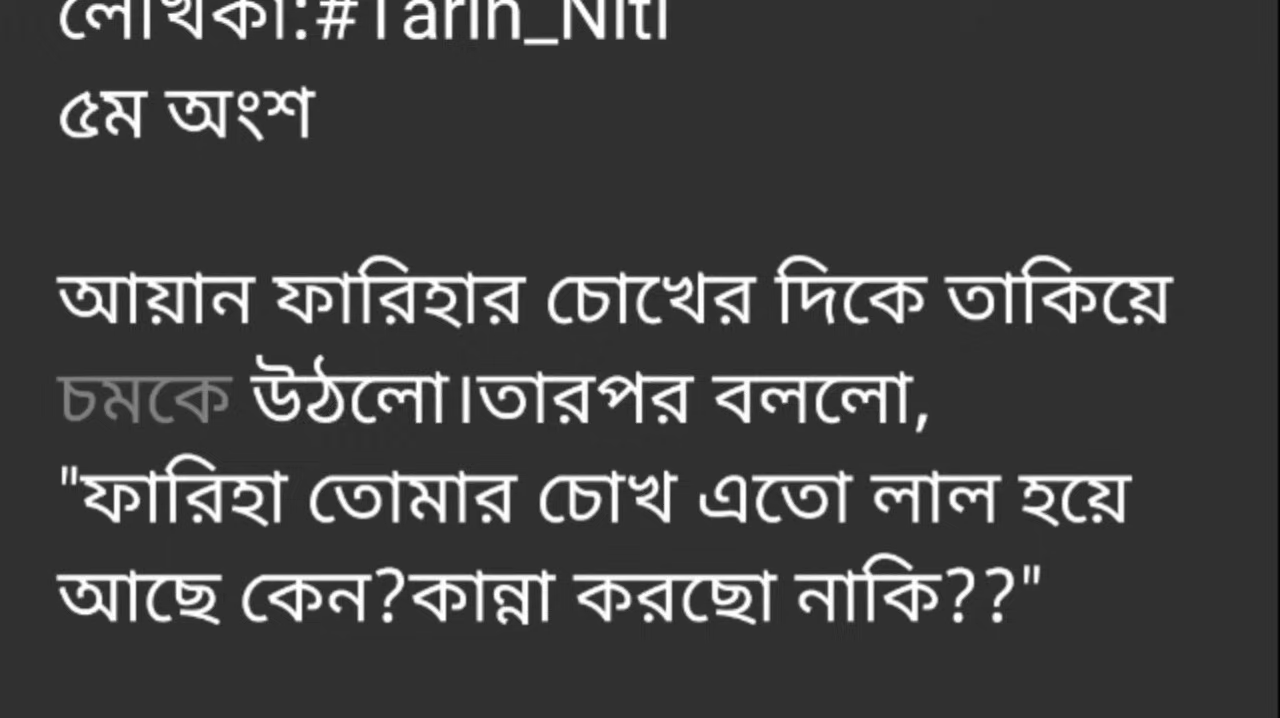 লেখিকা:#Tarin_Niti
৫ম অংশ
আয়ান ফারিহার চোখের দিকে তাকিয়ে
চমকে উঠলো।তারপর বললো,
"ফারিহা তোমার চোখ এতো লাল হয়ে
আছে কেন?কান্না করছো নাকি??"